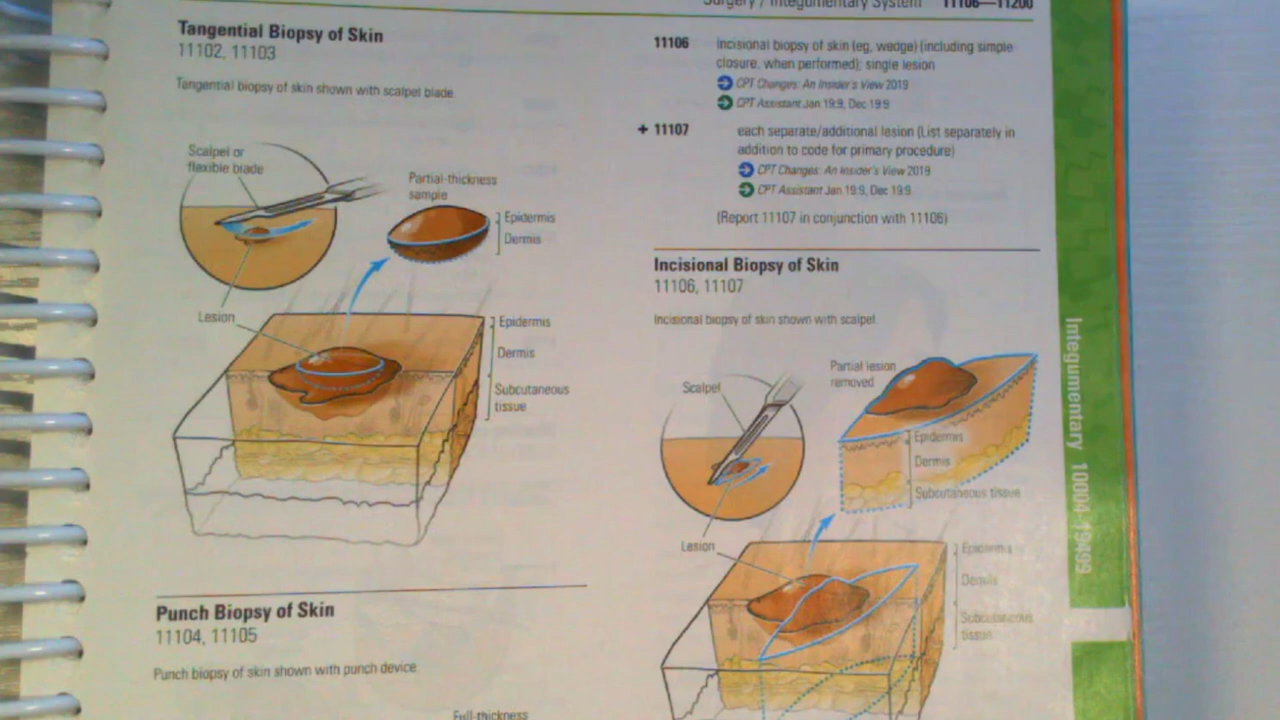 Surgery / Integumentary System 11106—11200
Tangential Biopsy of Skin
11102, 11103
Tangential biopsy of skin shown with scalpel blade.
Scalpel or
flexible blade
Partial-thickness
sample
Epidermis
Dermis
Lesion
Epidermis
Dermis
Subcutaneous
tissue
Punch Biopsy of Skin
11104, 11105
Punch biopsy of skin shown with punch device
Full-thickness
11106 Incisional biopsy of skin (eg, wedge) (including simple
closure, when performed); single lesion
CPT Changes: An Insider's View 2019
CPT Assistant Jan 19:9, Dec 19:9
+ 11107 each separate/additional lesion (List separately in
addition to code for primary procedure)
CPT Changes: An Insider's View 2019
CPT Assistant Jan 19:9, Dec 19:9
(Report 11107 in conjunction with 11106)
Incisional Biopsy of Skin
11106, 11107
Incisional biopsy of skin shown with scalpel.
Scalpel
Partial lesion
removed
Epidermis
Dermis
Subcutaneous tissue
Lesion
Epidermis
Dermis
Subcutaneous
tissue
Integumentary 10004-19499